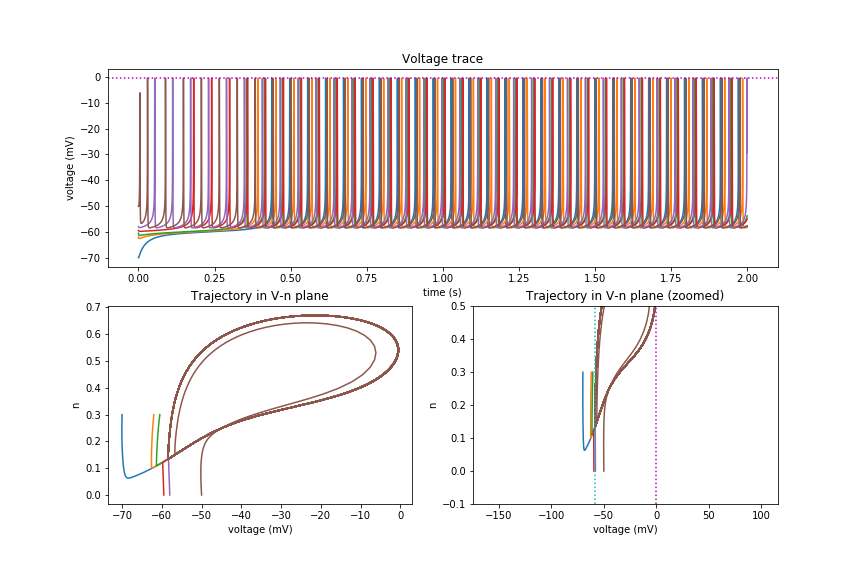 Voltage trace
0
−10
−20
−30
−40
−50
−60
−70
voltage (mV)
0.00 0.25 0.50 0.75 1.00 1.25 1.50 1.75 2.00
time (s)
Trajectory in V-n plane
0.7
0.6
0.5
0.4
0.3
0.2
0.1
0.0
n
−70 −60 −50 −40 −30 −20 −10 0
voltage (mV)
Trajectory in V-n plane (zoomed)
0.5
0.4
0.3
0.2
0.1
0.0
−0.1
n
−150 −100 −50 0 50 100
voltage (mV)